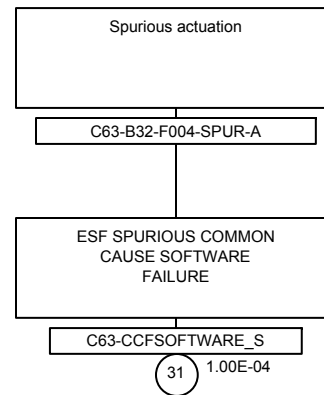 Spurious actuation
C63-B32-F004-SPUR-A
ESF SPURIOUS COMMON
CAUSE SOFTWARE
FAILURE
C63-CCFSOFTWARE_S
31
1.00E-04